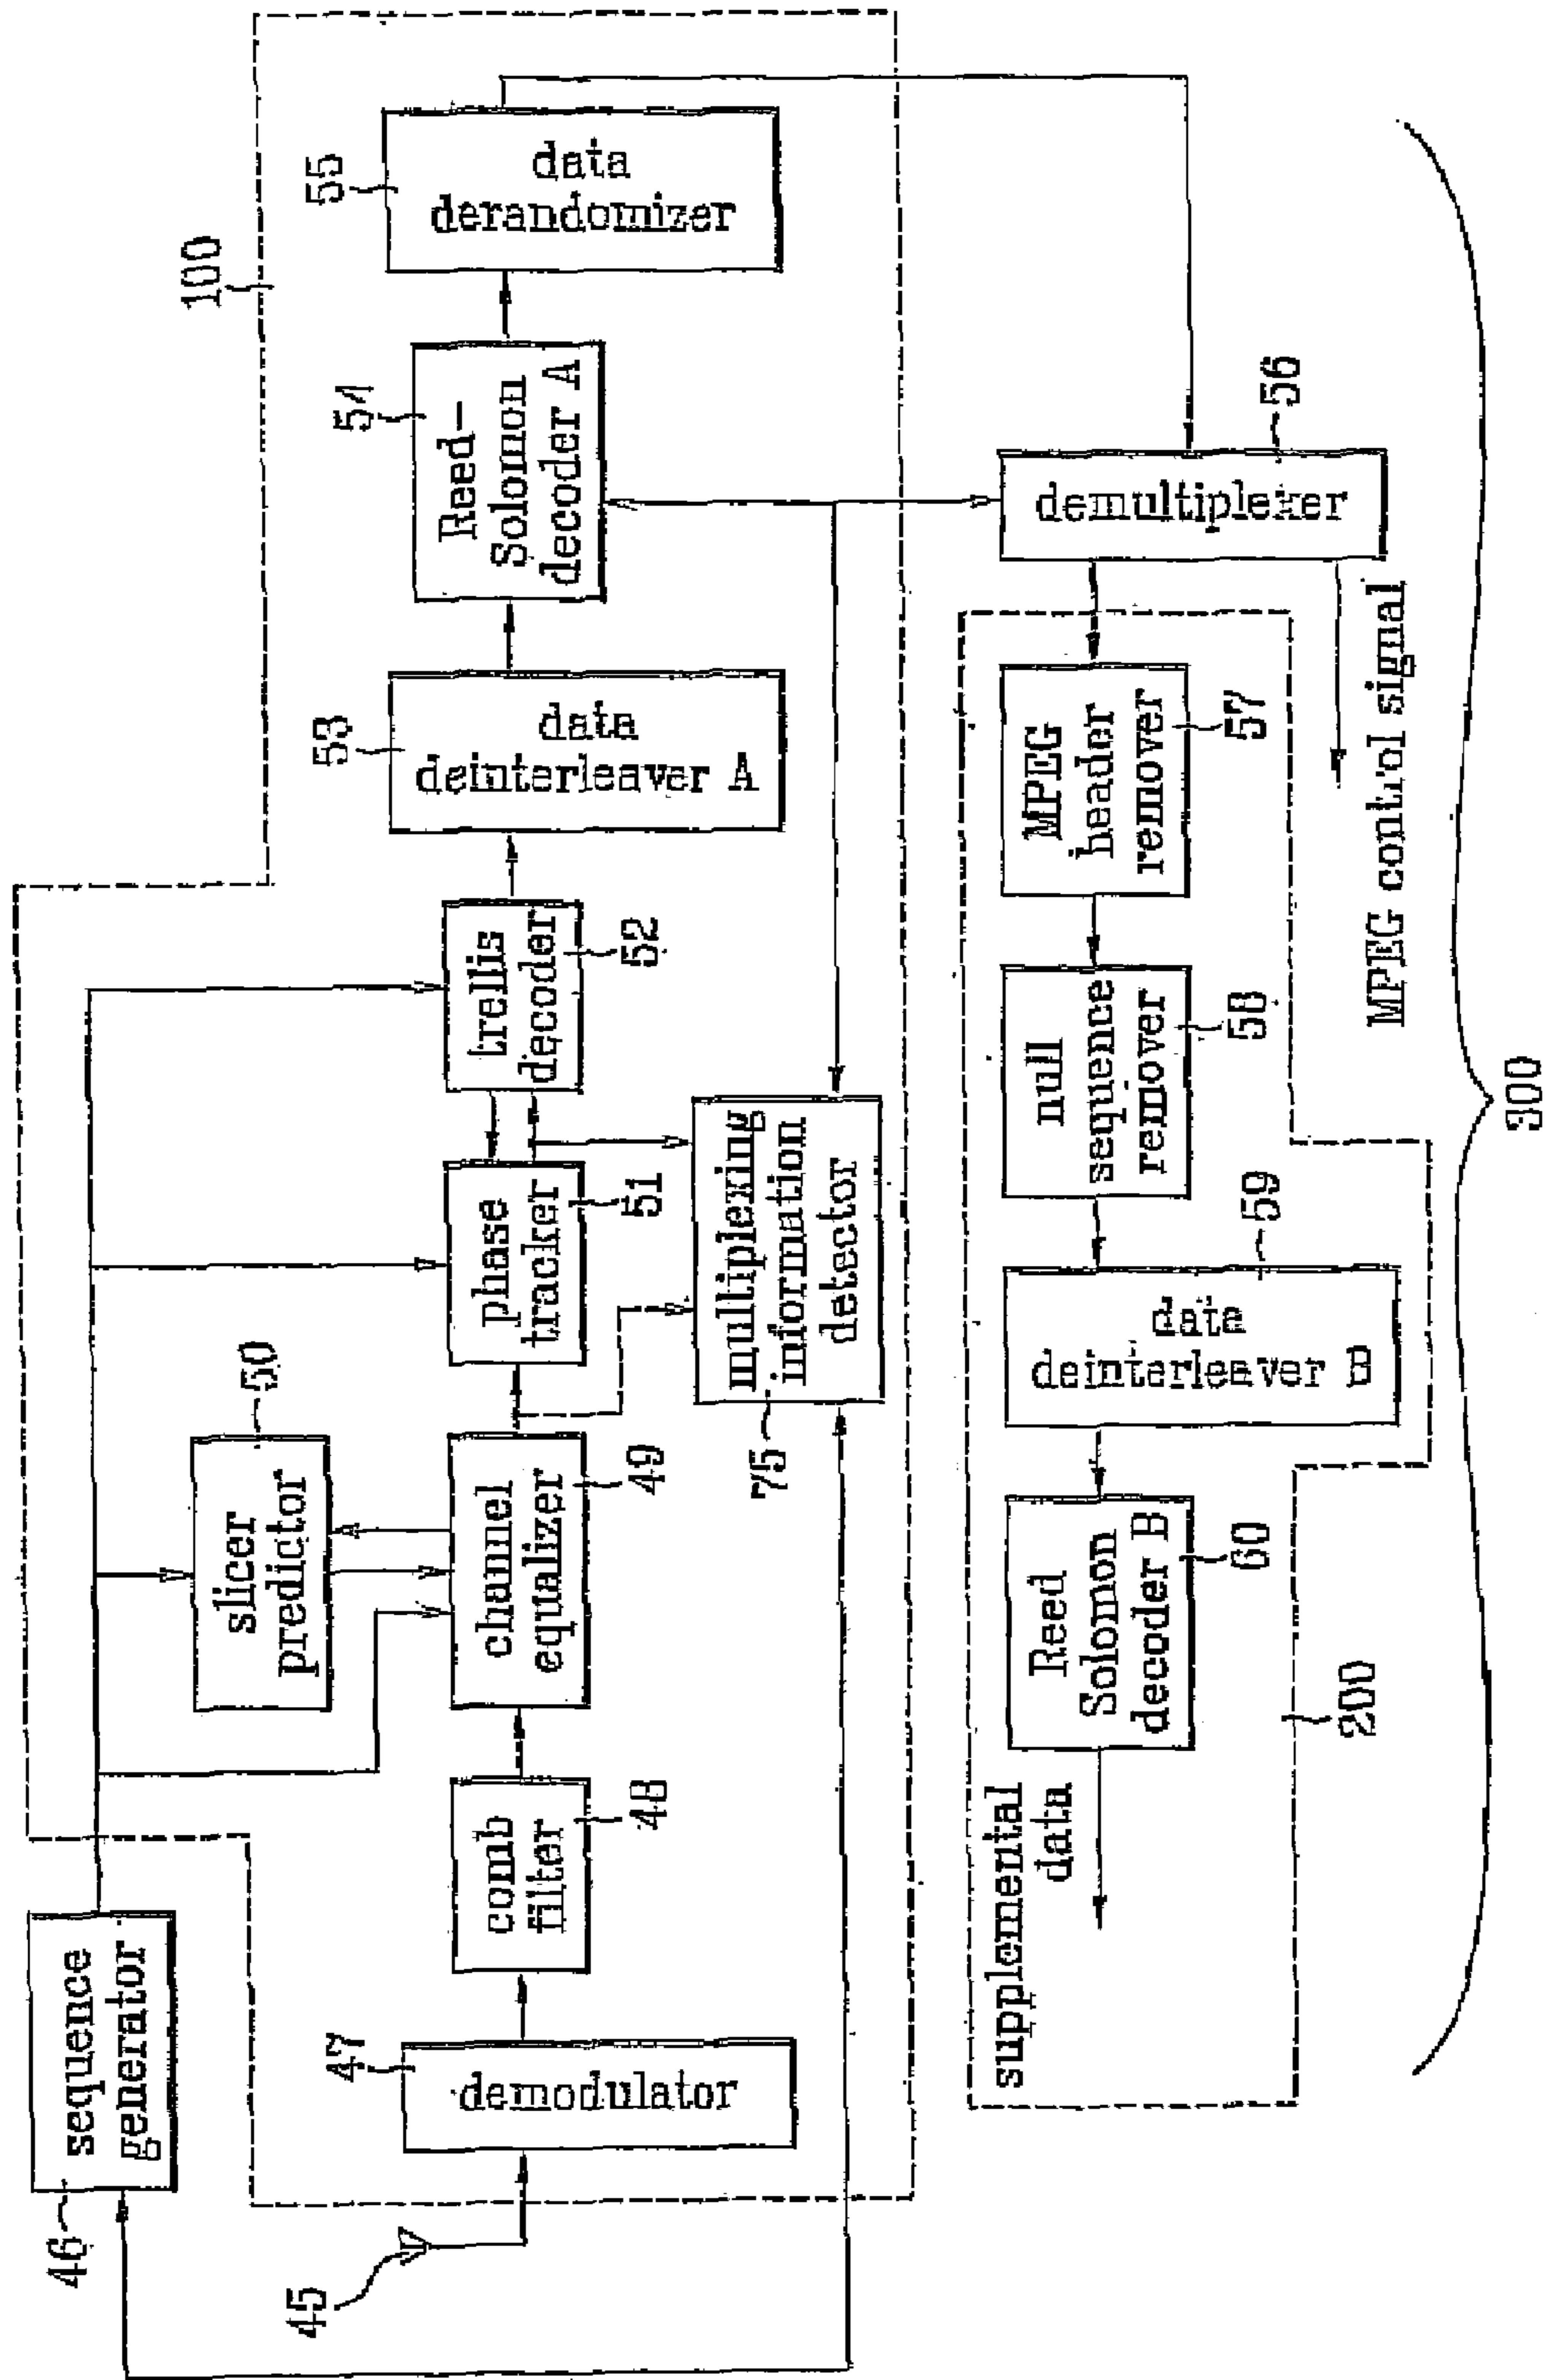 46
sequence
generator
45
47
demodulator
comb
filter
48
slicer
predictor
50
channel
equalizer
49
phase
tracker
51
trellis
decoder
52
53
data
deinterleaver A
54
Reed-
Solomon
decoder A
55
data
derandomizer
100
75
multiplexing
information
detector
demultiplexer
56
MPEG
header
remover
57
null
sequence
remover
58
data
deinterleaver B
59
Reed
Solomon
decoder B
60
supplemental
data
200
MPEG control signal
300